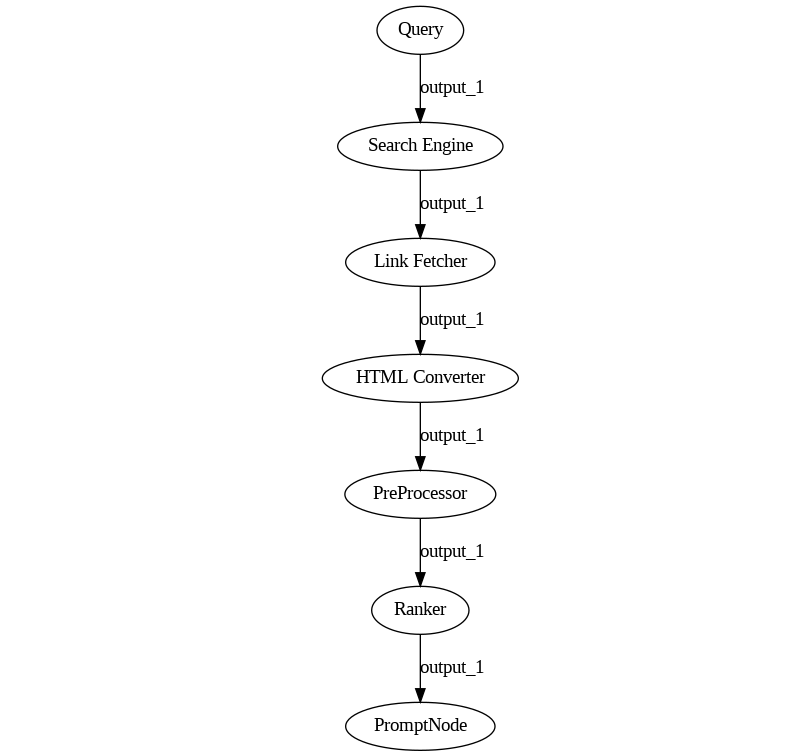 Query
output_1
Search Engine
output_1
Link Fetcher
output_1
HTML Converter
output_1
PreProcessor
output_1
Ranker
output_1
PromptNode